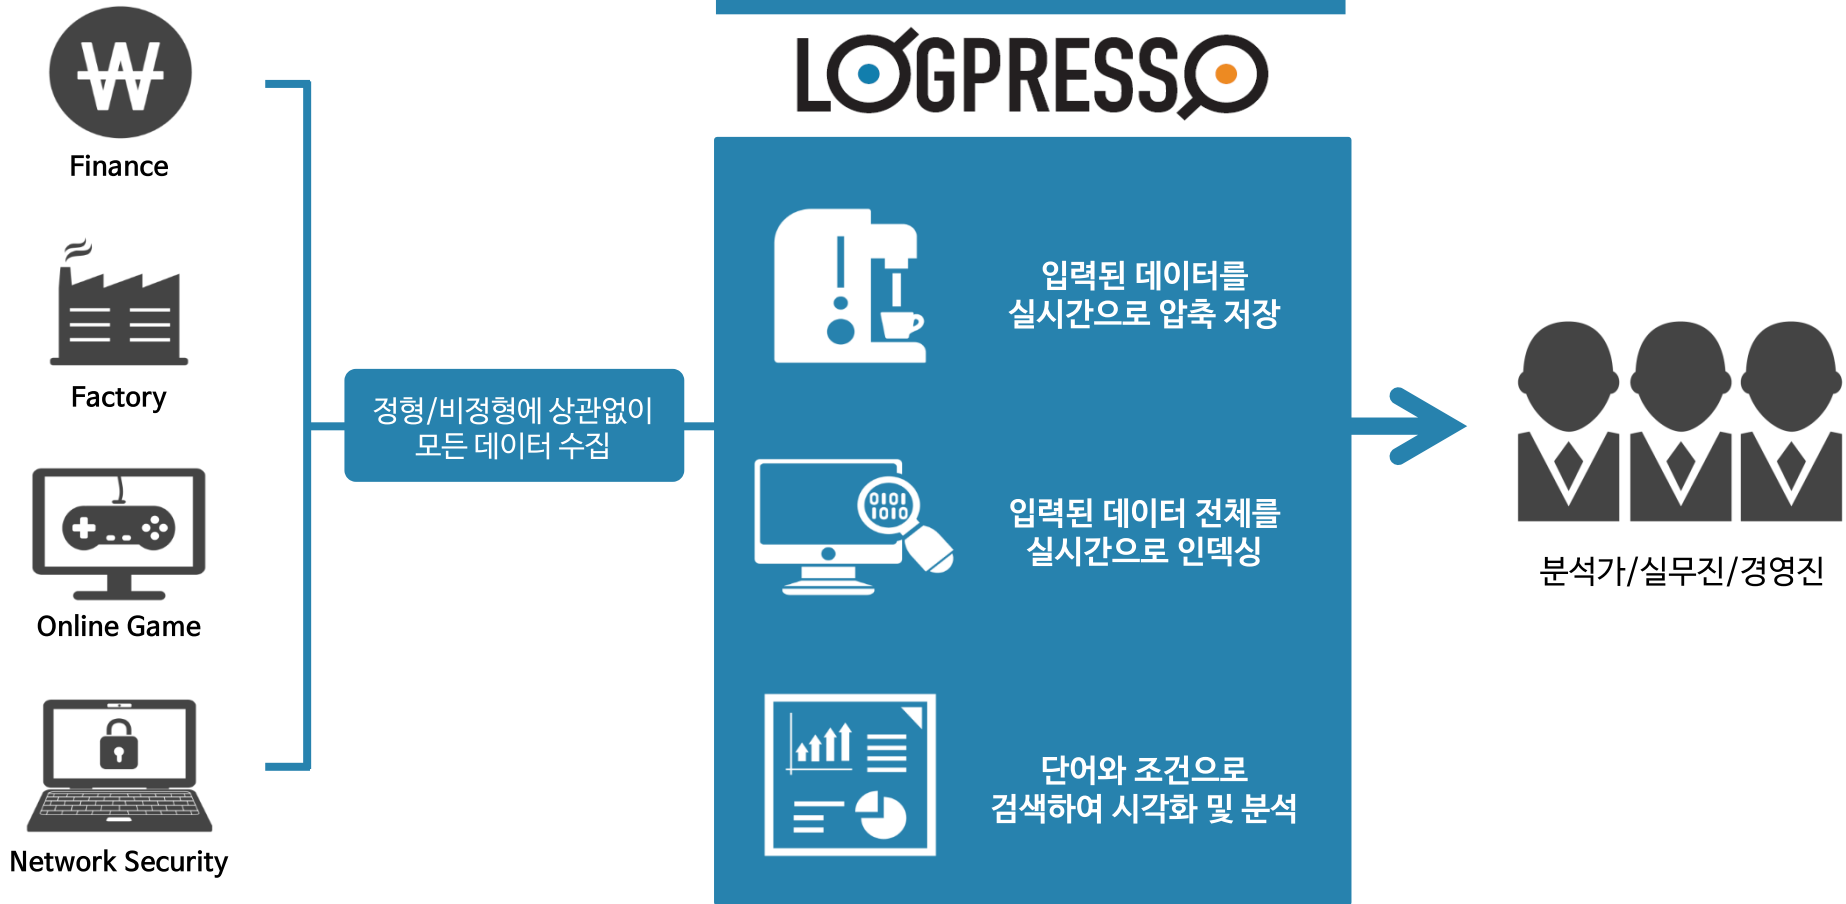 Finance
Factory
Online Game
Network Security
정형/비정형에 상관없이
모든 데이터 수집
LOGPRESSO
입력된 데이터를
실시간으로 압축 저장
0101
1010
입력된 데이터 전체를
실시간으로 인덱싱
단어와 조건으로
검색하여 시각화 및 분석
분석가/실무진/경영진